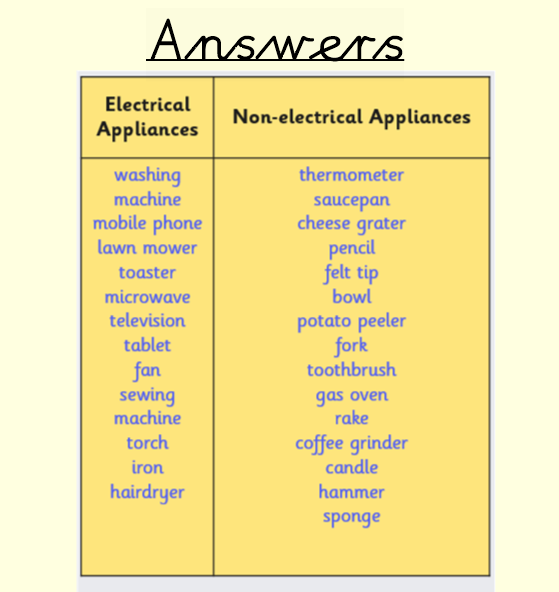 Answers
Electrical
Appliances
Non-electrical Appliances
washing
machine
mobile phone
lawn mower
toaster
microwave
television
tablet
fan
sewing
machine
torch
iron
hairdryer
thermometer
saucepan
cheese grater
pencil
felt tip
bowl
potato peeler
fork
toothbrush
gas oven
rake
coffee grinder
candle
hammer
sponge